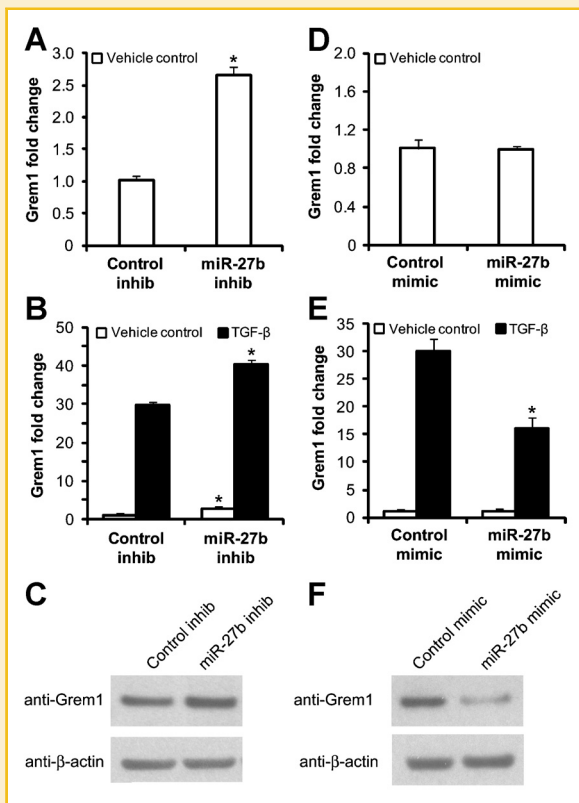 A
Vehicle control
*
Grem1 fold change
3.0
2.5
2.0
1.5
1.0
0.5
0
Control inhib
miR-27b inhib
B
Vehicle control
TGF-β
*
*
Grem1 fold change
50
40
30
20
10
0
Control inhib
miR-27b inhib
C
Control inhib
miR-27b inhib
anti-Grem1
anti-β-actin
D
Vehicle control
Grem1 fold change
2.0
1.6
1.2
0.8
0.4
0
Control mimic
miR-27b mimic
E
Vehicle control
TGF-β
*
Grem1 fold change
35
30
25
20
15
10
5
0
Control mimic
miR-27b mimic
F
Control mimic
miR-27b mimic
anti-Grem1
anti-β-actin